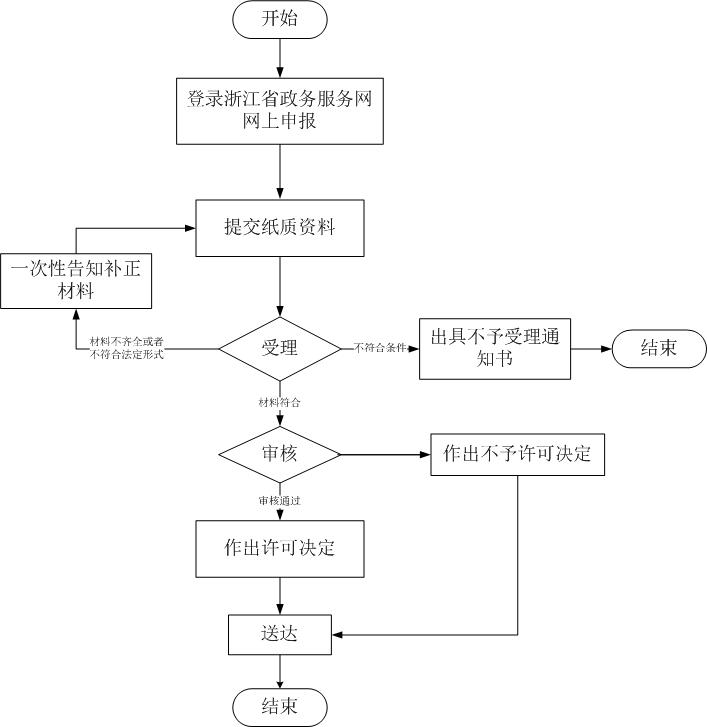 开始
登录浙江省政务服务网
网上申报
提交纸质资料
一次性告知补正
材料
材料不齐全或者
不符合法定形式
受理
不符合条件
出具不予受理通
知书
结束
材料符合
审核
作出不予许可决定
审核通过
作出许可决定
送达
结束